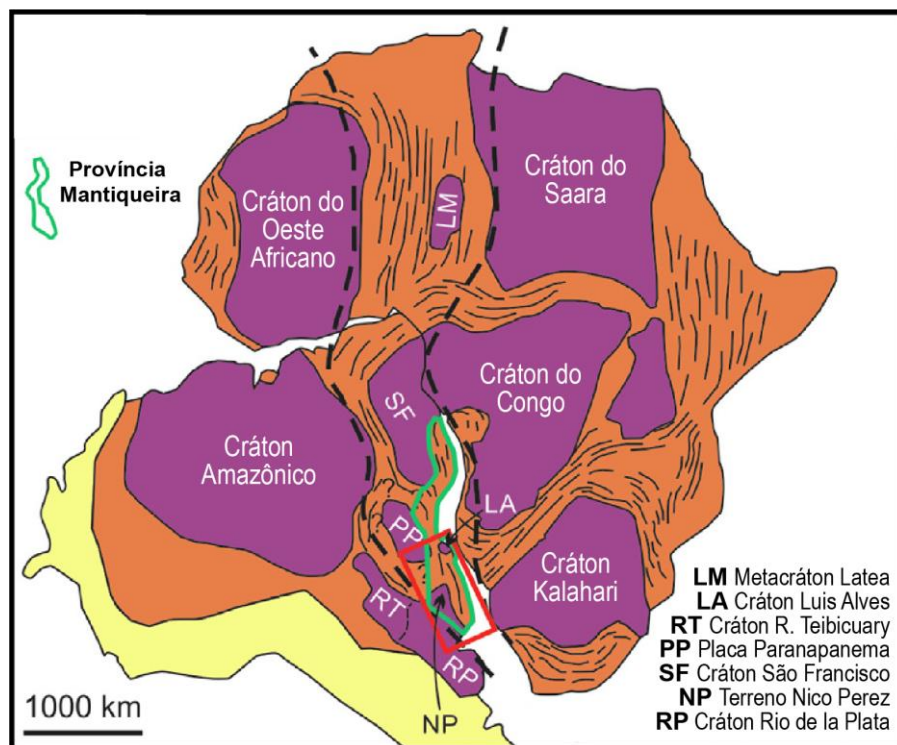 Província
Mantiqueira
Cráton do
Oeste
Africano
LM
Cráton do
Saara
SF
Cráton do
Congo
Cráton
Amazônico
LA
PP
Cráton
Kalahari
RT
RP
NP
1000 km
LM Metacráton Latea
LA Cráton Luis Alves
RT Cráton R. Teibicuary
PP Placa Paranapanema
SF Cráton São Francisco
NP Terreno Nico Perez
RP Cráton Rio de la Plata